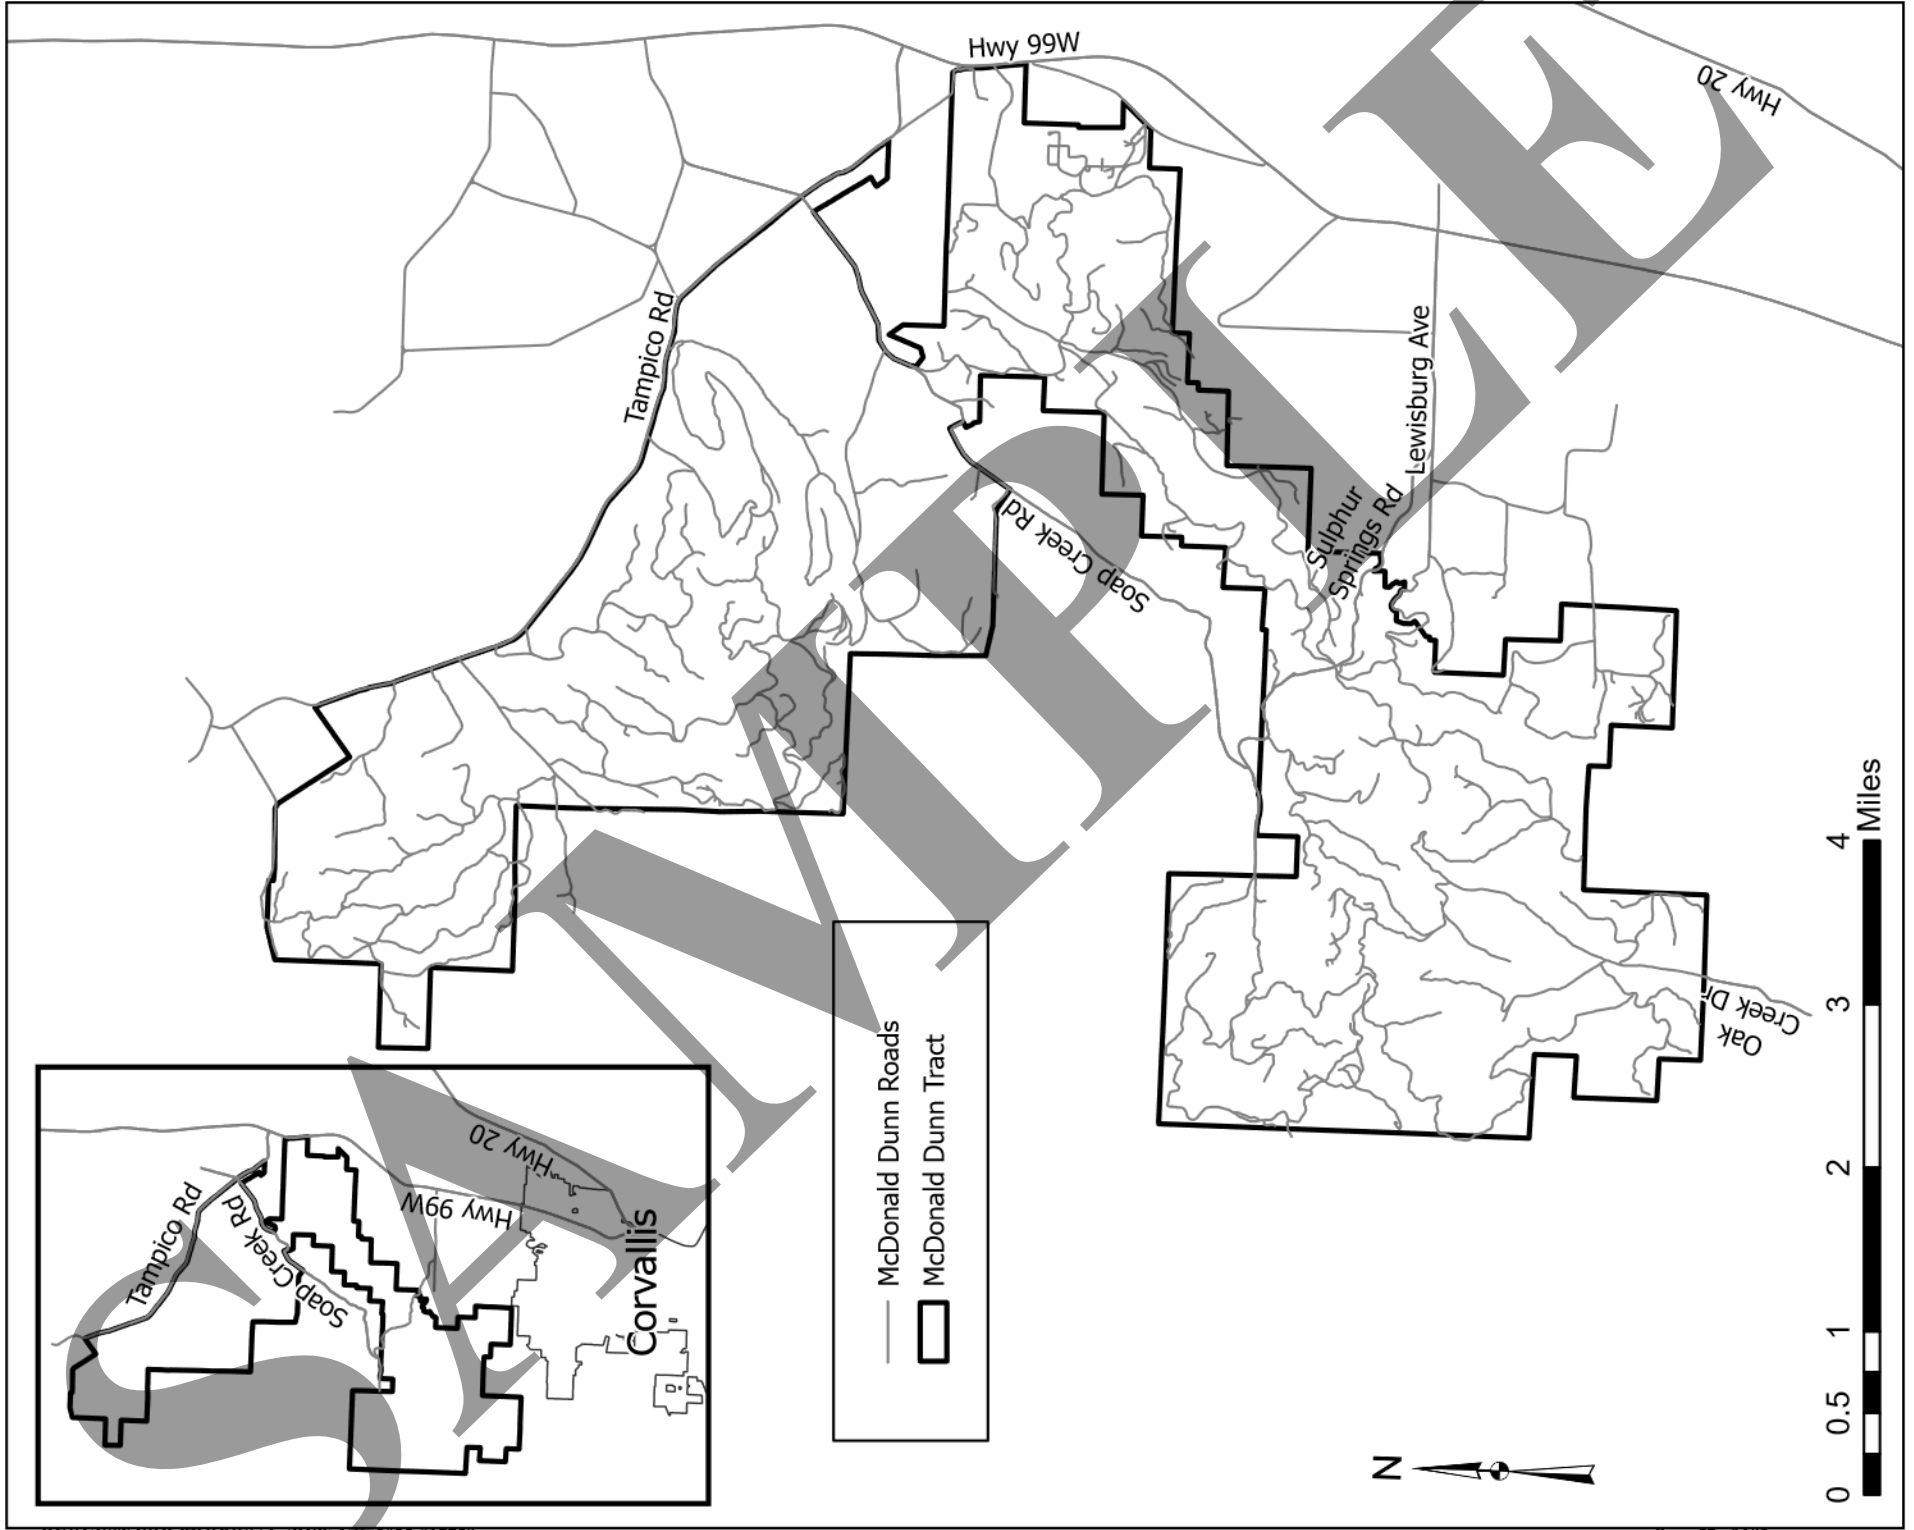 Hwy 99W
Hwy 20
Tampico Rd
Lewisburg Ave
Sulphur
Springs Rd
Soap Creek Rd
Oak
Creek Dr
Tampico Rd
Soap Creek Rd
Hwy 99W
Hwy 20
Corvallis
McDonald Dunn Roads
McDonald Dunn Tract
N
0 0.5 1 2 3 4
Miles
SAMPLE